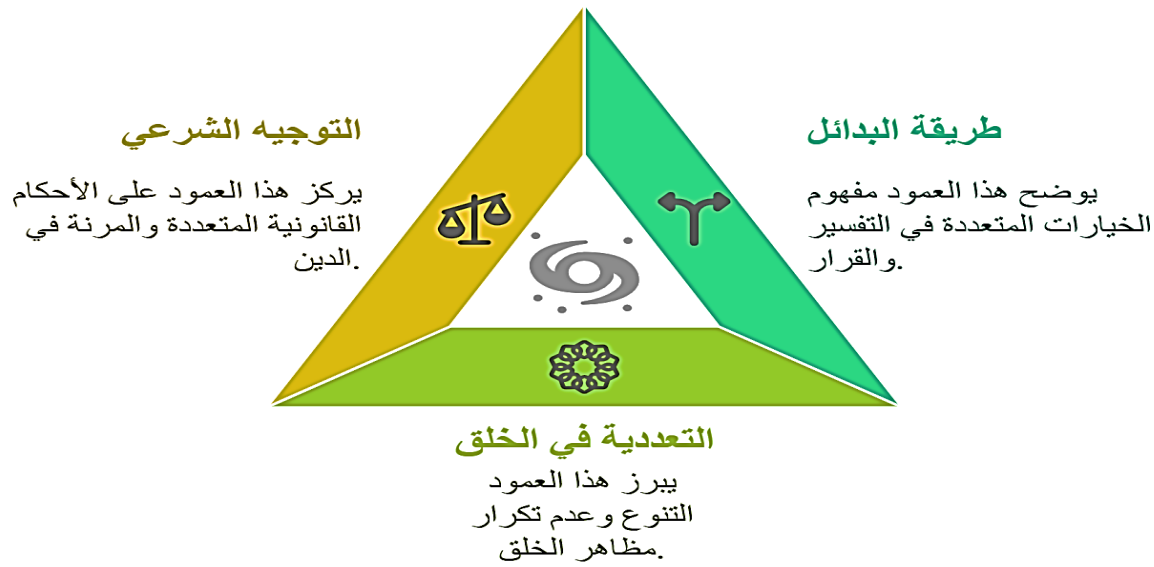 طريقة البدائل
يوضح هذا العمود مفهوم
الخيارات المتعددة في التفسير
والقرار.
التوجيه الشرعي
يركز هذا العمود على الأحكام
القانونية المتعددة والمرنة في
الدين.
التعددية في الخلق
يبرز هذا العمود
التنوع وعدم تكرار
مظاهر الخلق.